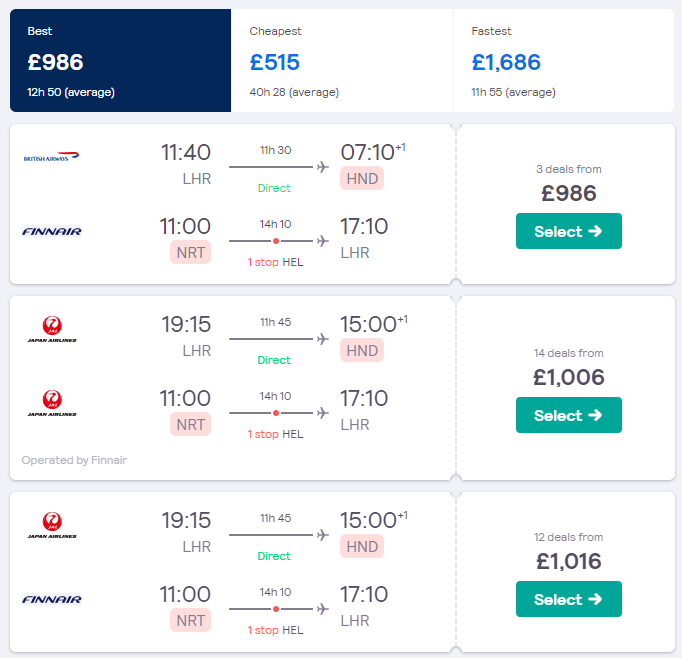 Best
£986
12h 50 (average)
Cheapest
£515
40h 28 (average)
Fastest
£1,686
11h 55 (average)
BRITISH AIRWAYS
11:40
LHR
11h 30
Direct
07:10+1
HND
FINNAIR
11:00
NRT
14h 10
1 stop HEL
17:10
LHR
3 deals from
£986
Select
JAL
JAPAN AIRLINES
19:15
LHR
11h 45
Direct
15:00+1
HND
JAL
JAPAN AIRLINES
11:00
NRT
14h 10
1 stop HEL
17:10
LHR
Operated by Finnair
14 deals from
£1,006
Select
JAL
JAPAN AIRLINES
19:15
LHR
11h 45
Direct
15:00+1
HND
FINNAIR
11:00
NRT
14h 10
1 stop HEL
17:10
LHR
12 deals from
£1,016
Select